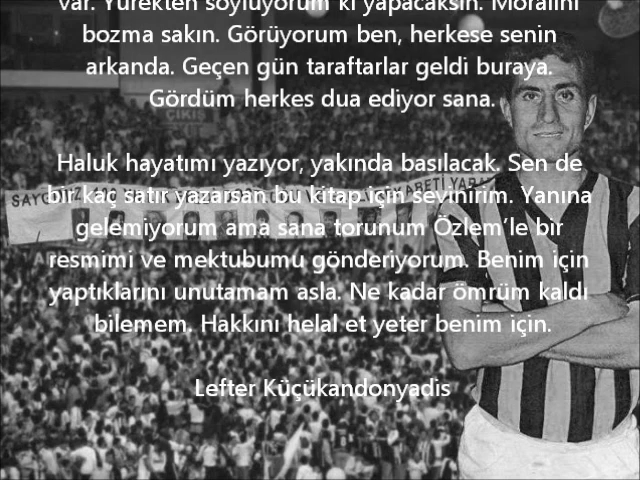 var. Yürekten söylüyorum ki yapacaksın. Moralini
bozma sakın. Görüyorum ben, herkese senin
arkanda. Geçen gün taraftarlar geldi buraya.
Gördüm herkes dua ediyor sana.
Haluk hayatımı yazıyor, yakında basılacak. Sen de
bir kaç satır yazarsan bu kitap için sevinirim. Yanına
gelemiyorum ama sana torunum Özlem'le bir
resmimi ve mektubumu gönderiyorum. Benim için
yaptıklarını unutamam asla. Ne kadar ömrüm kaldı
bilemem. Hakkını helal et yeter benim için.
Lefter Küçükandonyadis
ÇIKIŞ